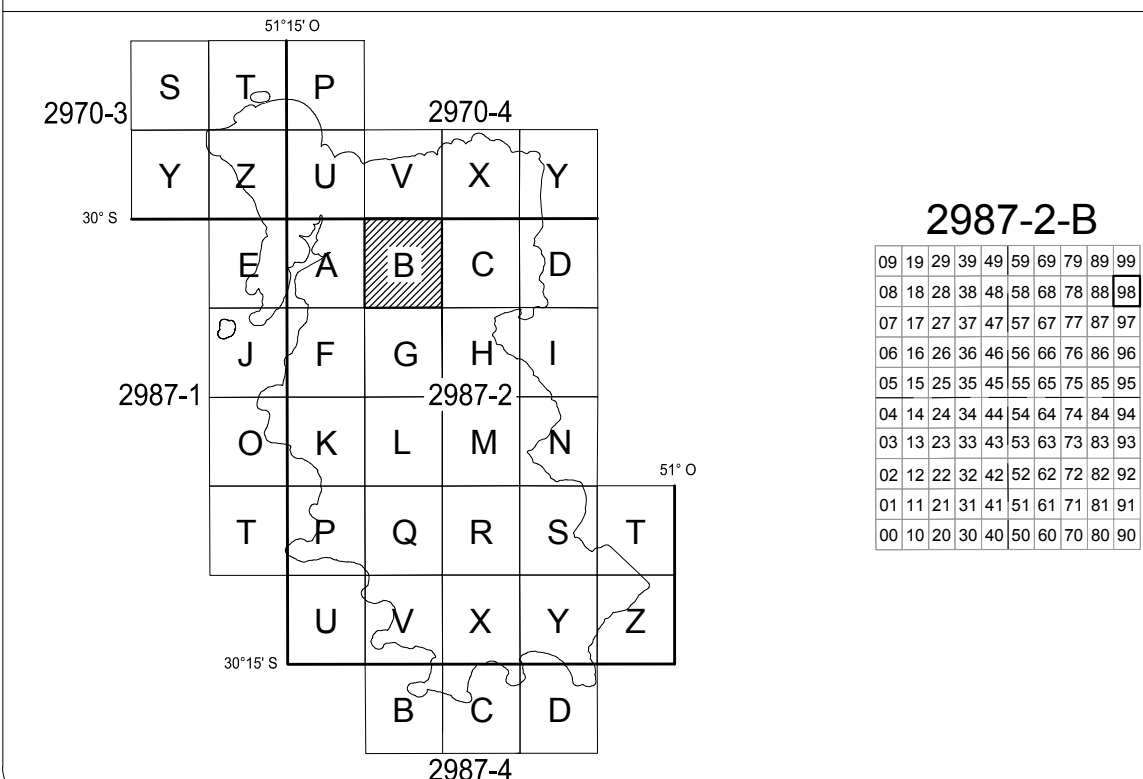 51°15' O
S T P
2970-3 2970-4
Y Z U V X Y
30° S
E A B C D
J F G H I
2987-1 2987-2
O K L M N
51° O
T P Q R S T
U V X Y Z
30°15' S
B C D
2987-4
2987-2-B
09 19 29 39 49 59 69 79 89 99
08 18 28 38 48 58 68 78 88 98
07 17 27 37 47 57 67 77 87 97
06 16 26 36 46 56 66 76 86 96
05 15 25 35 45 55 65 75 85 95
04 14 24 34 44 54 64 74 84 94
03 13 23 33 43 53 63 73 83 93
02 12 22 32 42 52 62 72 82 92
01 11 21 31 41 51 61 71 81 91
00 10 20 30 40 50 60 70 80 90